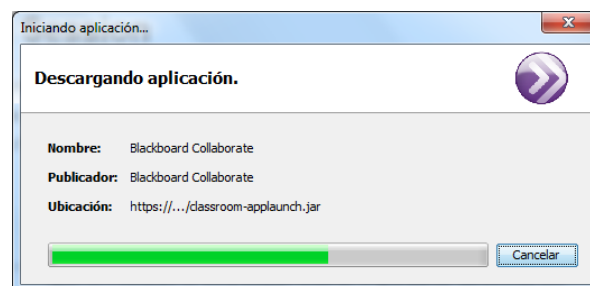 Iniciando aplicación...
Descargando aplicación.
Nombre: Blackboard Collaborate
Publicador: Blackboard Collaborate
Ubicación: https://.../classroom-applaunch.jar
Cancelar